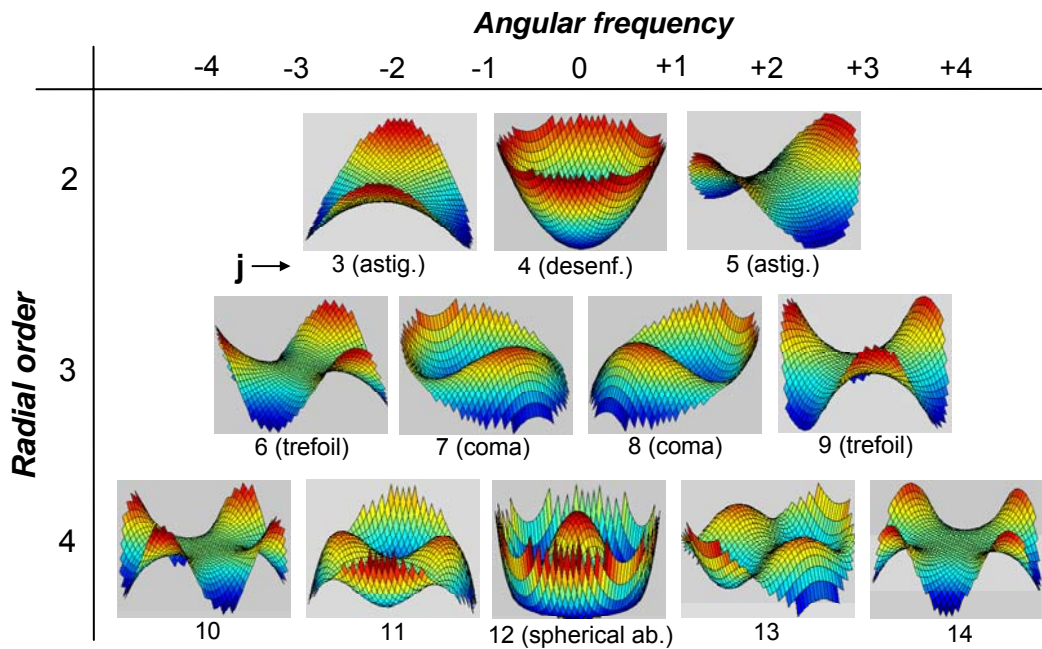 Angular frequency
-4 -3 -2 -1 0 +1 +2 +3 +4
Radial order
2
3 (astig.) 4 (desenf.) 5 (astig.)
j →
3
6 (trefoil) 7 (coma) 8 (coma) 9 (trefoil)
4
10 11 12 (spherical ab.) 13 14